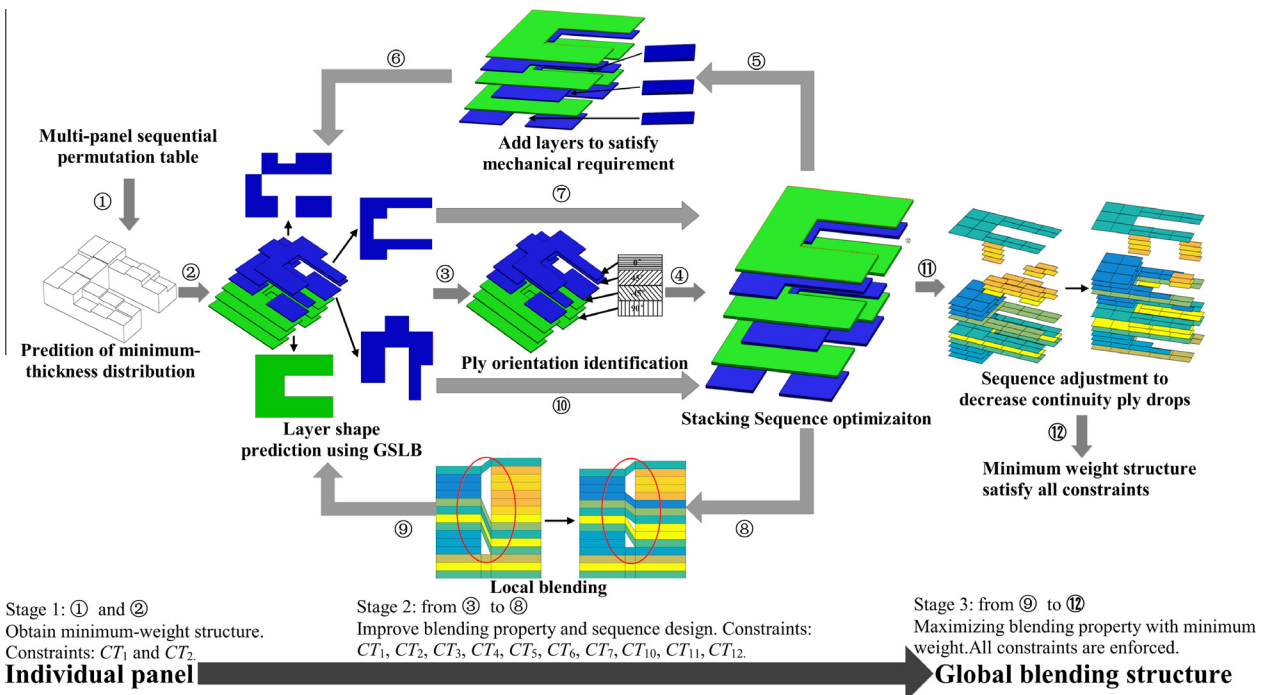 ⑥
⑤
Multi-panel sequential
permutation table
Add layers to satisfy
mechanical requirement
①
⑦
②
③
0°
45°
-45°
90°
④
⑪
Predition of minimum-
thickness distribution
Ply orientation identification
Sequence adjustment to
decrease continuity ply drops
⑩
Layer shape
prediction using GSLB
Stacking Sequence optimizaiton
⑫
Minimum weight structure
satisfy all constraints
⑨
⑧
Local blending
Stage 1: ① and ②
Obtain minimum-weight structure.
Constraints: CT1 and CT2.
Stage 2: from ③ to ⑧
Improve blending property and sequence design. Constraints:
CT1, CT2, CT3, CT4, CT5, CT6, CT7, CT10, CT11, CT12.
Stage 3: from ⑨ to ⑫
Maximizing blending property with minimum
weight.All constraints are enforced.
Individual panel
Global blending structure